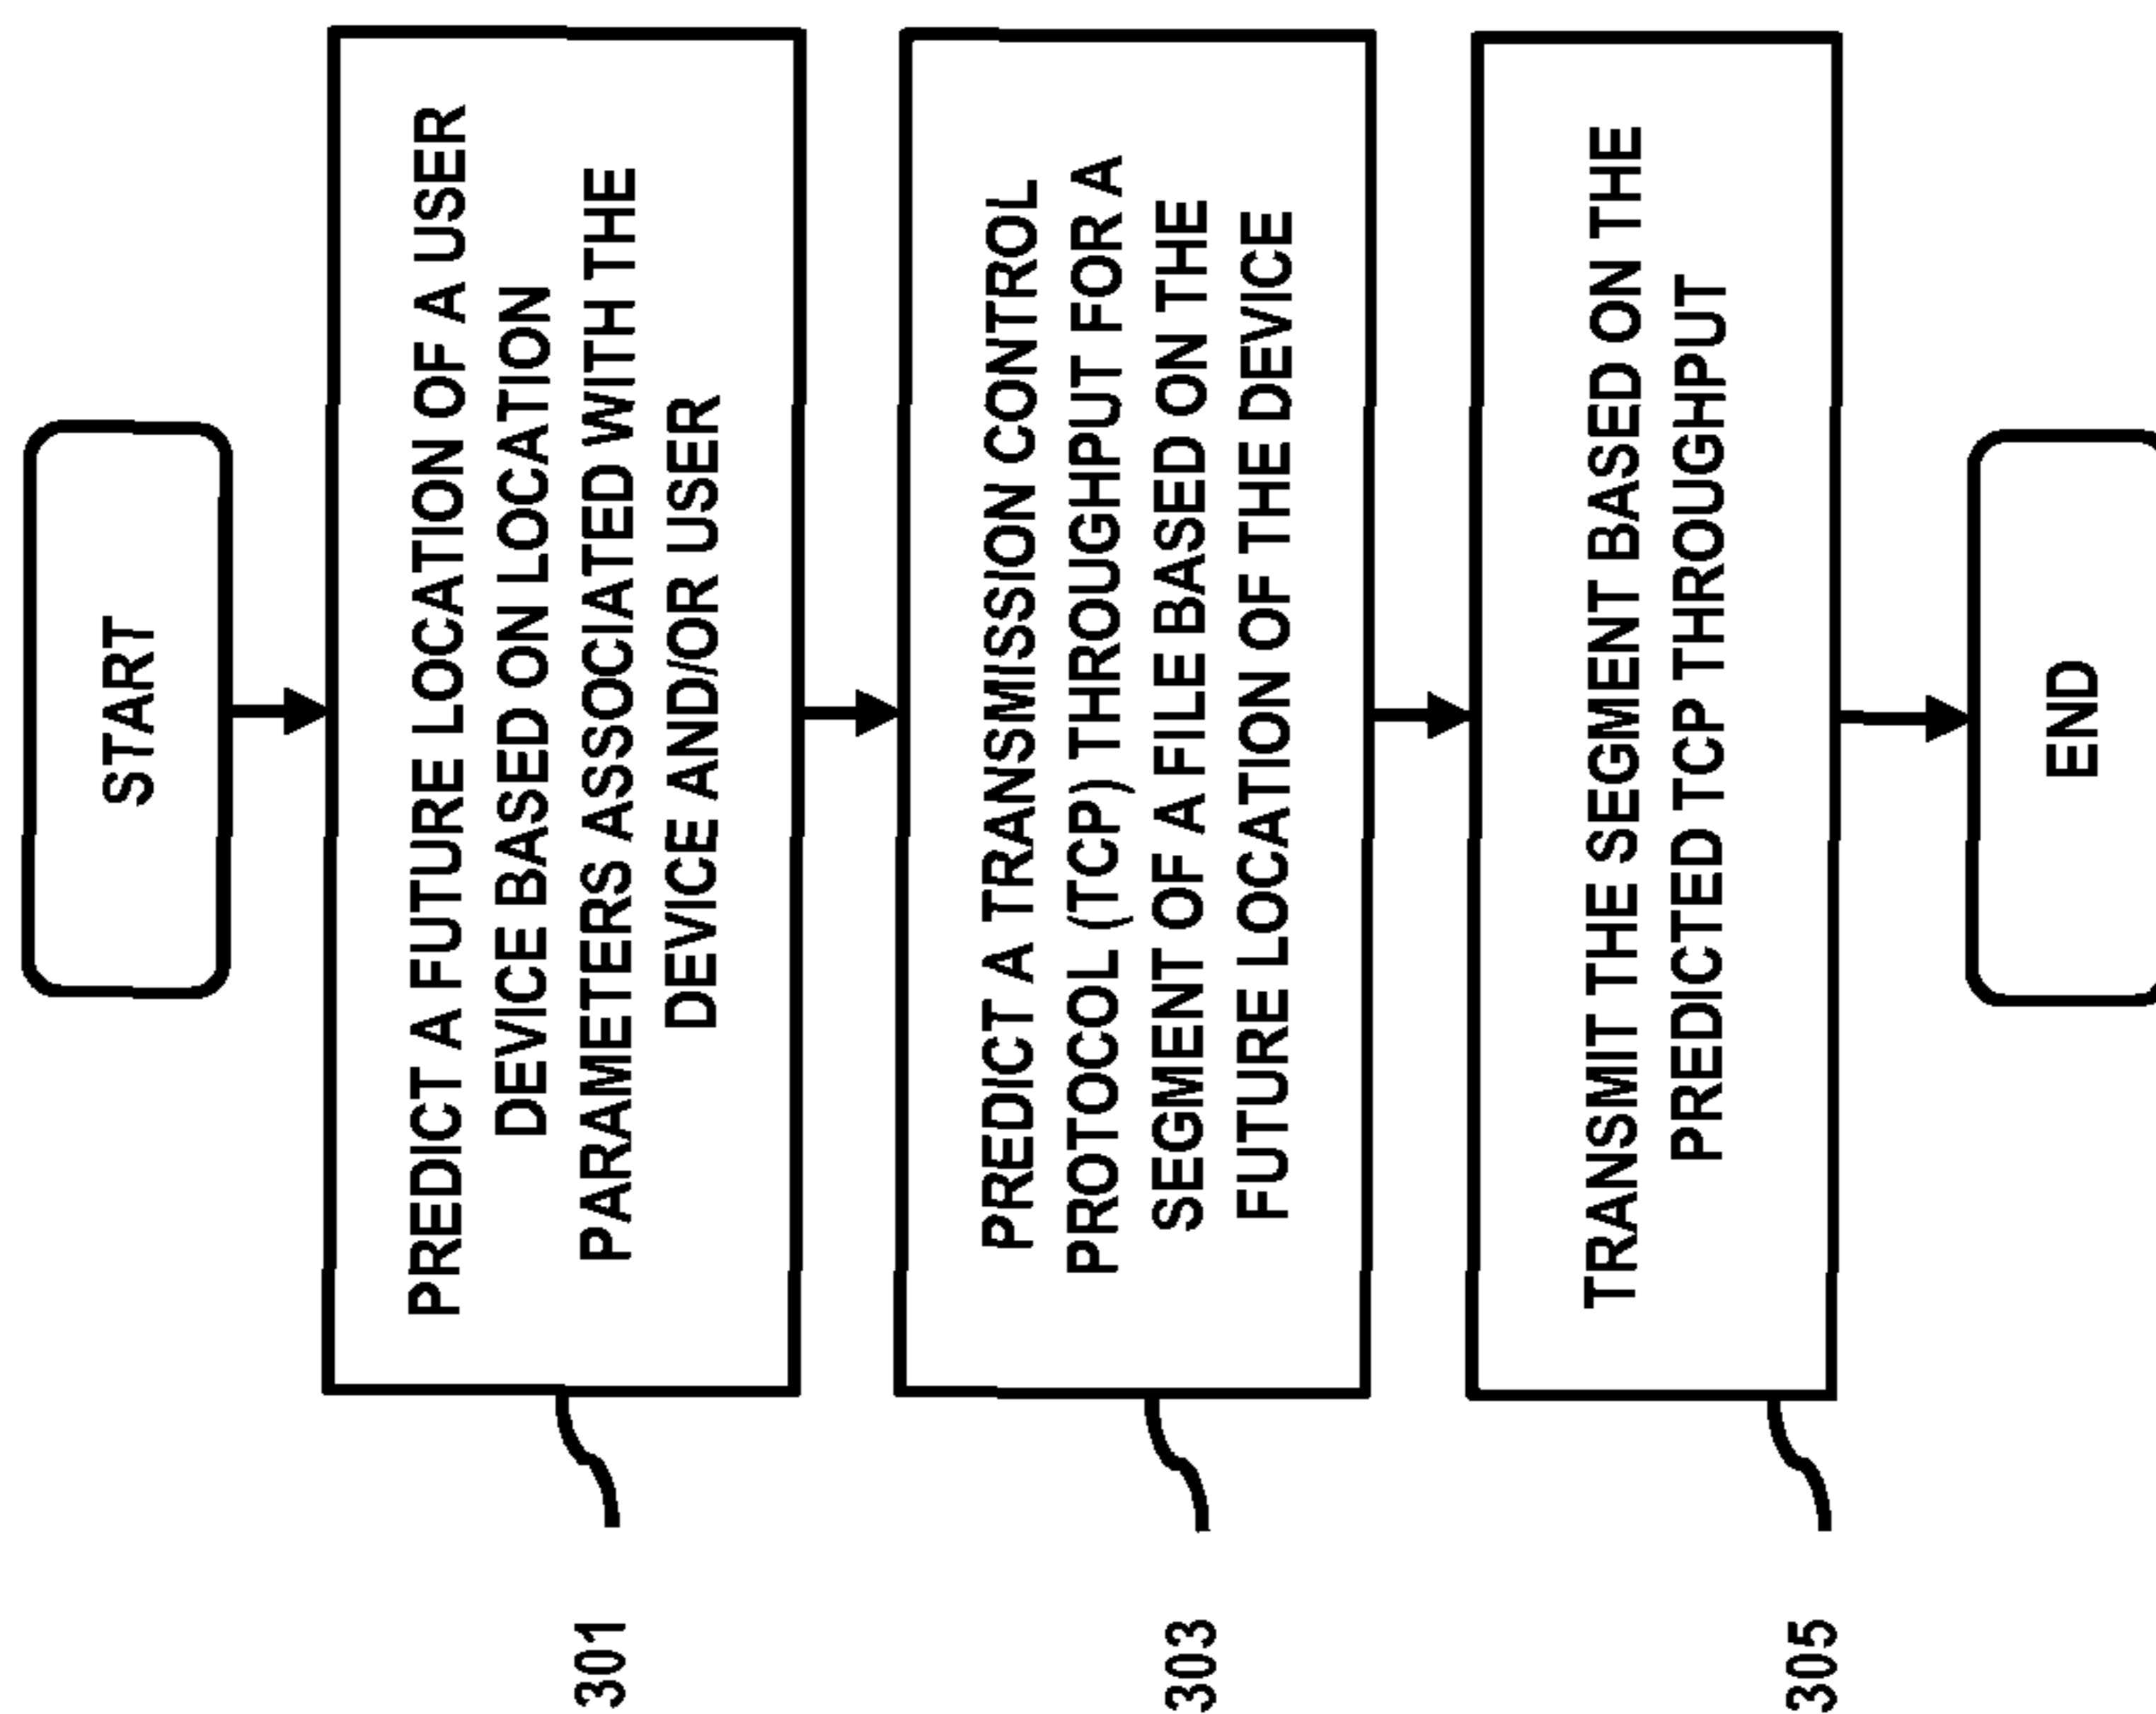 START
PREDICT A FUTURE LOCATION OF A USER
DEVICE BASED ON LOCATION
PARAMETERS ASSOCIATED WITH THE
DEVICE AND/OR USER
301
PREDICT A TRANSMISSION CONTROL
PROTOCOL (TCP) THROUGHPUT FOR A
SEGMENT OF A FILE BASED ON THE
FUTURE LOCATION OF THE DEVICE
303
TRANSMIT THE SEGMENT BASED ON THE
PREDICTED TCP THROUGHPUT
305
END